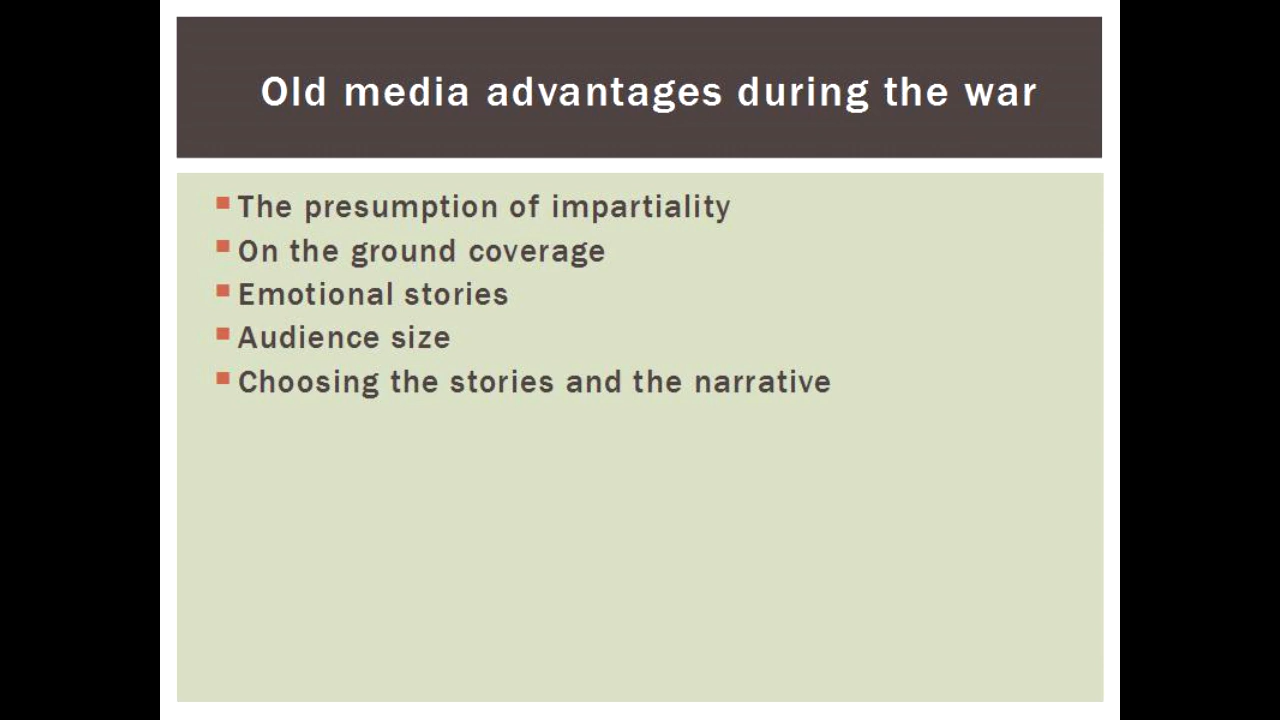 Old media advantages during the war
The presumption of impartiality
On the ground coverage
Emotional stories
Audience size
Choosing the stories and the narrative